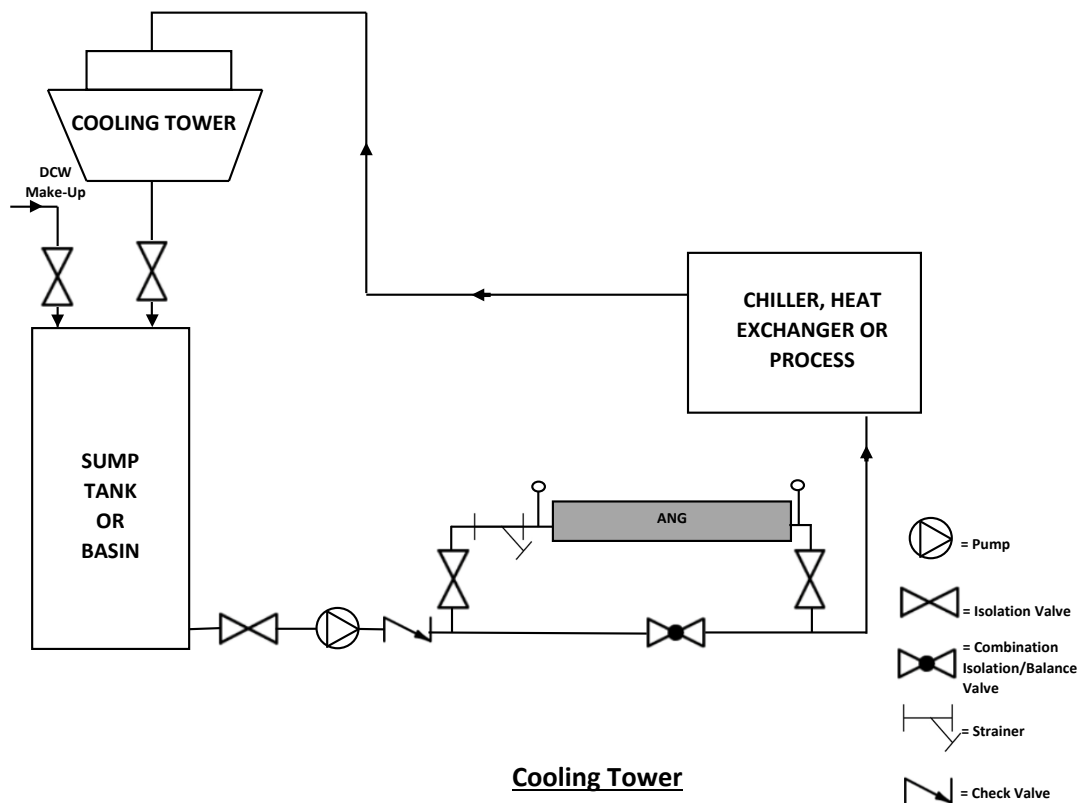 COOLING TOWER
DCW
Make-Up
CHILLER, HEAT
EXCHANGER OR
PROCESS
SUMP
TANK
OR
BASIN
ANG
= Pump
= Isolation Valve
= Combination
Isolation/Balance
Valve
= Strainer
= Check Valve
Cooling Tower